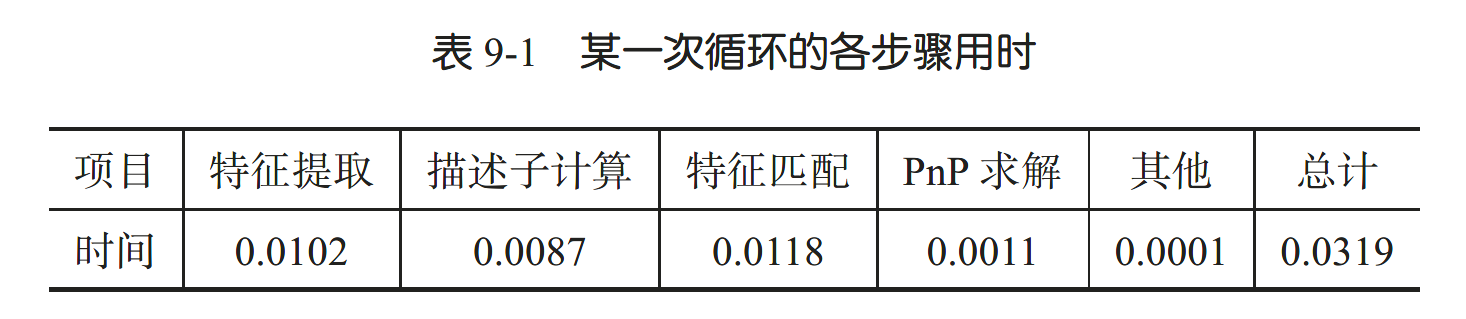 表 9-1 某一次循环的各步骤用时
项目 特征提取 描述子计算 特征匹配 PnP 求解 其他 总计
时间 0.0102 0.0087 0.0118 0.0011 0.0001 0.0319